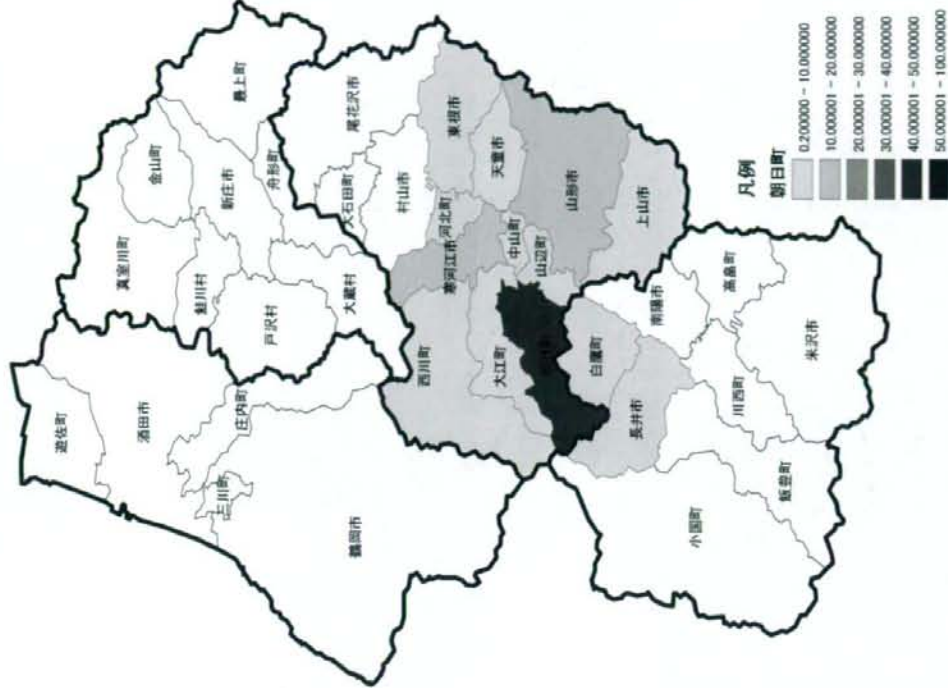 遊佐町
酒田市
庄内町
三川町
鶴岡市
真室川町
金山町
最上町
新庄市
鮭川村
舟形町
戸沢村
大蔵村
尾花沢市
大石田町
村山市
東根市
河北町
寒河江市
天童市
西川町
中山町
山辺町
山形市
大江町
上山市
白鷹町
長井市
南陽市
高畠町
川西町
米沢市
小国町
飯豊町
凡例
朝日町
0.200000 - 10.000000
10.000001 - 20.000000
20.000001 - 30.000000
30.000001 - 40.000000
40.000001 - 50.000000
50.000001 - 100.000000